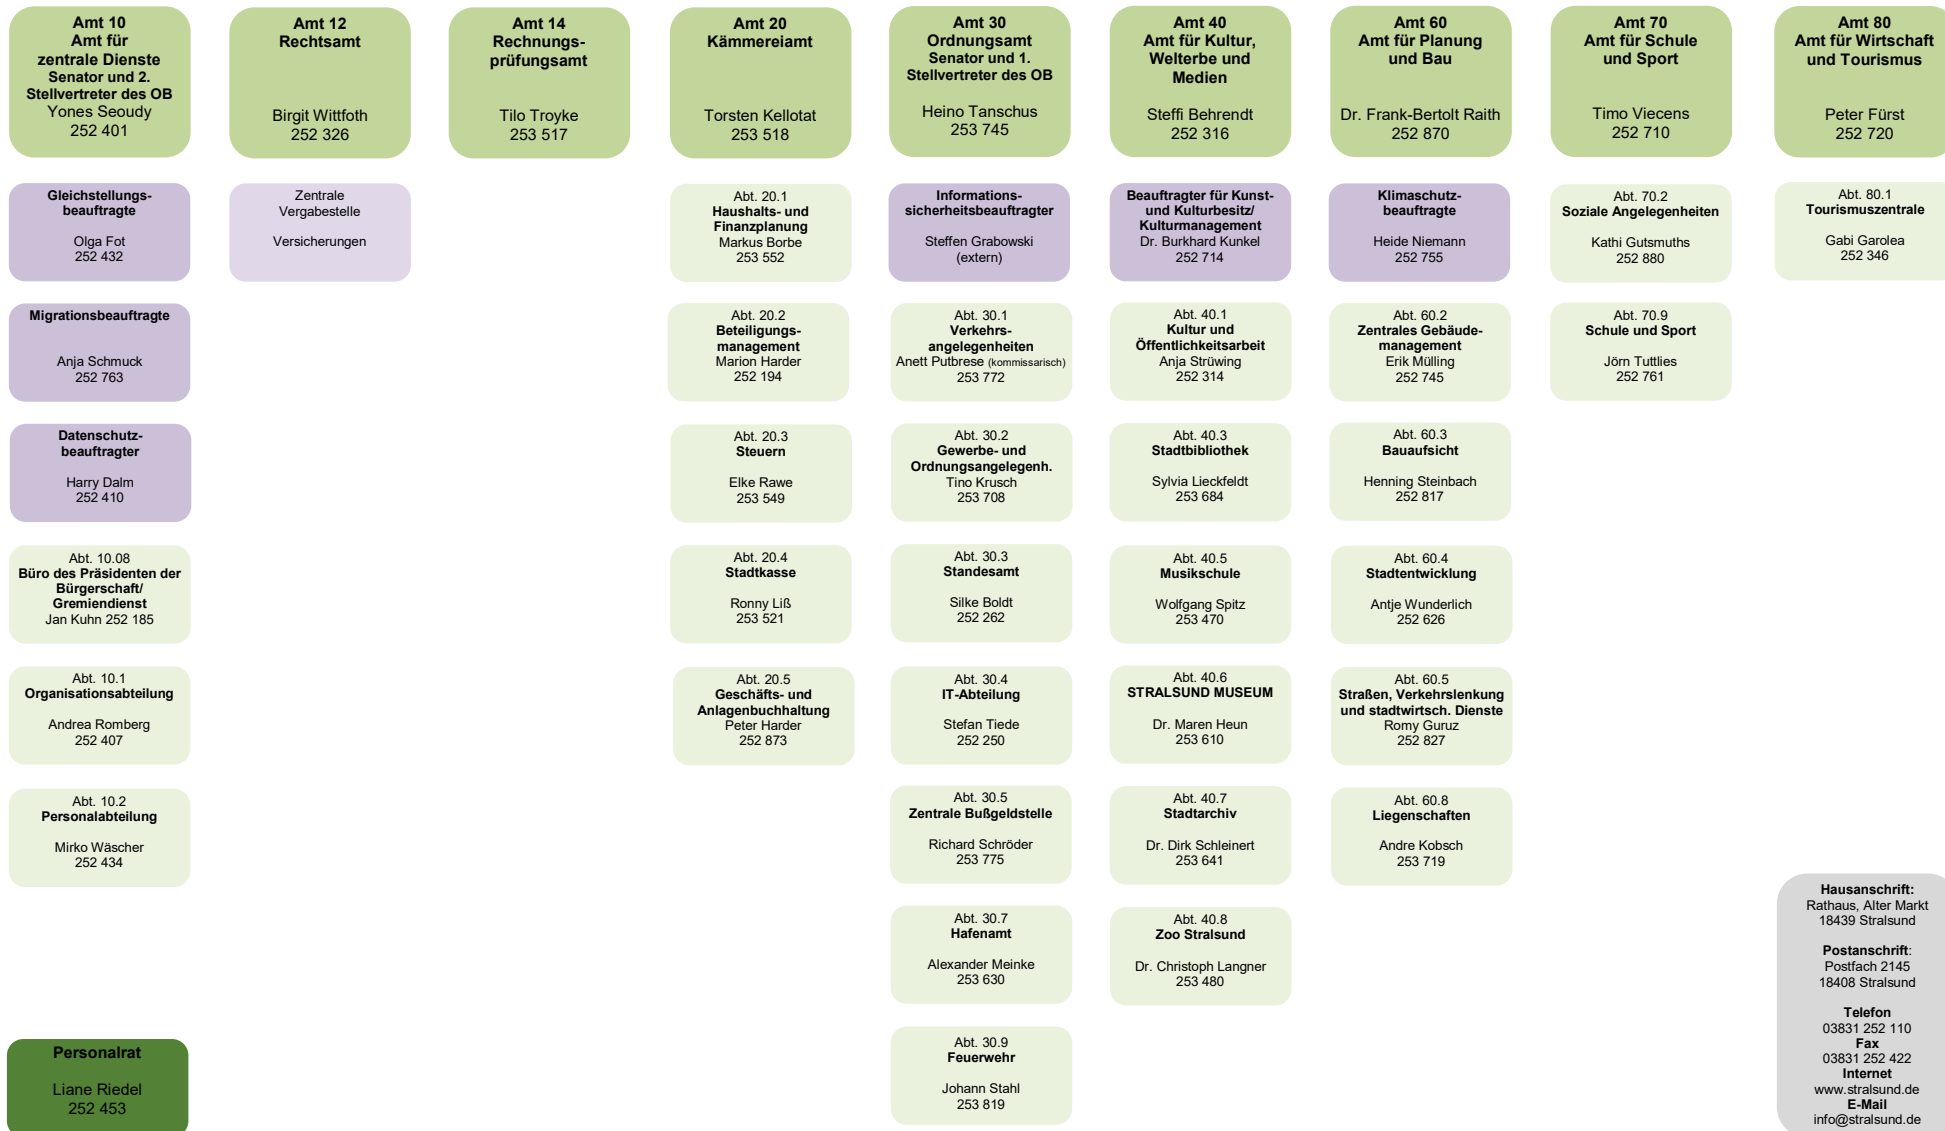 Amt 10
Amt für
zentrale Dienste
Senator und 2.
Stellvertreter des OB
Yones Seoudy
252 401
Gleichstellungs-
beauftragte
Olga Fot
252 432
Migrationsbeauftragte
Anja Schmuck
252 763
Datenschutz-
beauftragter
Harry Dalm
252 410
Abt. 10.08
Büro des Präsidenten der
Bürgerschaft/
Gremiendienst
Jan Kuhn 252 185
Abt. 10.1
Organisationsabteilung
Andrea Romberg
252 407
Abt. 10.2
Personalabteilung
Mirko Wäscher
252 434
Personalrat
Liane Riedel
252 453
Amt 12
Rechtsamt
Birgit Wittfoth
252 326
Zentrale
Vergabestelle
Versicherungen
Amt 14
Rechnungs-
prüfungsamt
Tilo Troyke
253 517
Amt 20
Kämmereiamt
Torsten Kellotat
253 518
Abt. 20.1
Haushalts- und
Finanzplanung
Markus Borbe
253 552
Abt. 20.2
Beteiligungs-
management
Marion Harder
252 194
Abt. 20.3
Steuern
Elke Rawe
253 549
Abt. 20.4
Stadtkasse
Ronny Liß
253 521
Abt. 20.5
Geschäfts- und
Anlagenbuchhaltung
Peter Harder
252 873
Amt 30
Ordnungsamt
Senator und 1.
Stellvertreter des OB
Heino Tanschus
253 745
Informations-
sicherheitsbeauftragter
Steffen Grabowski
(extern)
Abt. 30.1
Verkehrs-
angelegenheiten
Anett Putbrese (kommissarisch)
253 772
Abt. 30.2
Gewerbe- und
Ordnungsangelegenh.
Tino Krusch
253 708
Abt. 30.3
Standesamt
Silke Boldt
252 262
Abt. 30.4
IT-Abteilung
Stefan Tiede
252 250
Abt. 30.5
Zentrale Bußgeldstelle
Richard Schröder
253 775
Abt. 30.7
Hafenamt
Alexander Meinke
253 630
Abt. 30.9
Feuerwehr
Johann Stahl
253 819
Amt 40
Amt für Kultur,
Welterbe und
Medien
Steffi Behrendt
252 316
Beauftragter für Kunst-
und Kulturbesitz/
Kulturmanagement
Dr. Burkhard Kunkel
252 714
Abt. 40.1
Kultur und
Öffentlichkeitsarbeit
Anja Strüwing
252 314
Abt. 40.3
Stadtbibliothek
Sylvia Lieckfeldt
253 684
Abt. 40.5
Musikschule
Wolfgang Spitz
253 470
Abt. 40.6
STRALSUND MUSEUM
Dr. Maren Heun
253 610
Abt. 40.7
Stadtarchiv
Dr. Dirk Schleinert
253 641
Abt. 40.8
Zoo Stralsund
Dr. Christoph Langner
253 480
Amt 60
Amt für Planung
und Bau
Dr. Frank-Bertolt Raith
252 870
Klimaschutz-
beauftragte
Heide Niemann
252 755
Abt. 60.2
Zentrales Gebäude-
management
Erik Mülling
252 745
Abt. 60.3
Bauaufsicht
Henning Steinbach
252 817
Abt. 60.4
Stadtentwicklung
Antje Wunderlich
252 626
Abt. 60.5
Straßen, Verkehrslenkung
und stadtwirtsch. Dienste
Romy Guruz
252 827
Abt. 60.8
Liegenschaften
Andre Kobsch
253 719
Amt 70
Amt für Schule
und Sport
Timo Viecens
252 710
Abt. 70.2
Soziale Angelegenheiten
Kathi Gutsmuths
252 880
Abt. 70.9
Schule und Sport
Jörn Tuttlies
252 761
Amt 80
Amt für Wirtschaft
und Tourismus
Peter Fürst
252 720
Abt. 80.1
Tourismuszentrale
Gabi Garolea
252 346
Hausanschrift:
Rathaus, Alter Markt
18439 Stralsund
Postanschrift:
Postfach 2145
18408 Stralsund
Telefon
03831 252 110
Fax
03831 252 422
Internet
www.stralsund.de
E-Mail
info@stralsund.de